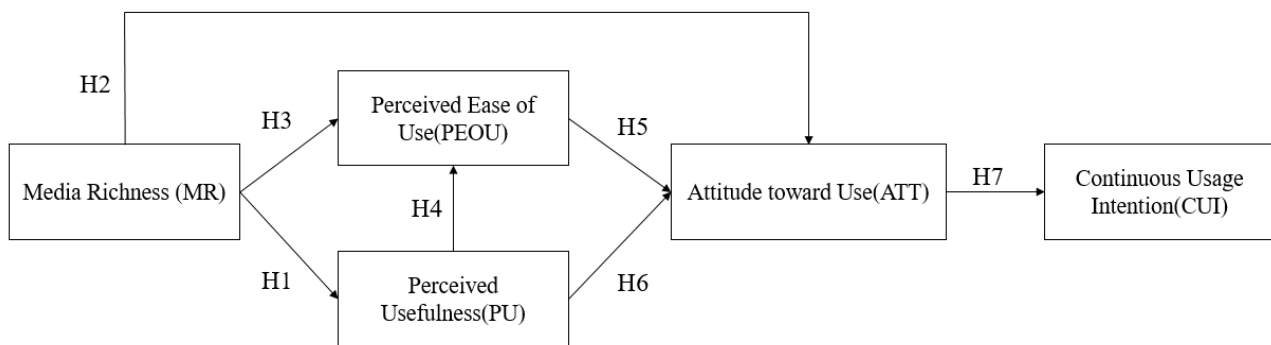 H2
H3
Perceived Ease of
Use(PEOU)
H5
Media Richness (MR)
H4
Attitude toward Use(ATT)
H7
Continuous Usage
Intention(CUI)
H1
Perceived
Usefulness(PU)
H6